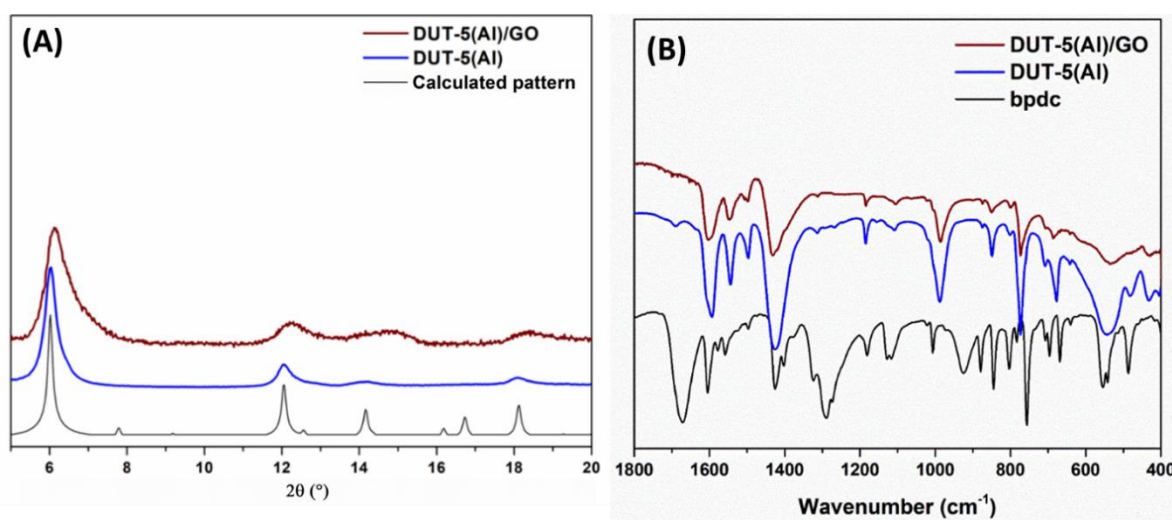 (A)
DUT-5(Al)/GO
DUT-5(Al)
Calculated pattern
6 8 10 12 14 16 18 20
2θ (°)
(B)
DUT-5(Al)/GO
DUT-5(Al)
bpdc
1800 1600 1400 1200 1000 800 600 400
Wavenumber (cm⁻¹)